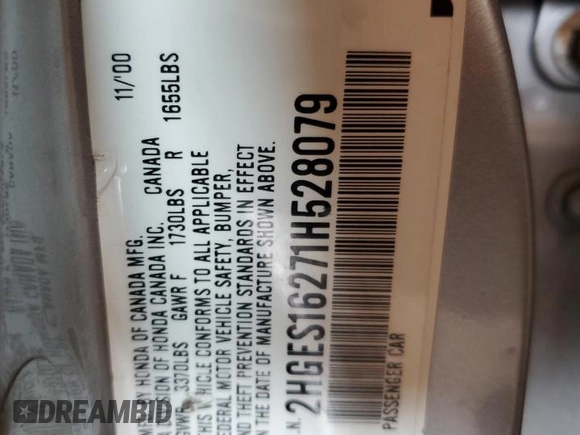 HONDA OF CANADA MFG.
DIVISION OF HONDA CANADA INC. CANADA 11/'00
3370LBS GAWR F 1730LBS R 1655LBS
VEHICLE CONFORMS TO ALL APPLICABLE
FEDERAL MOTOR VEHICLE SAFETY, BUMPER,
AND THEFT PREVENTION STANDARDS IN EFFECT
ON THE DATE OF MANUFACTURE SHOWN ABOVE.
2HGES16271H528079
PASSENGER CAR
DREAMBID